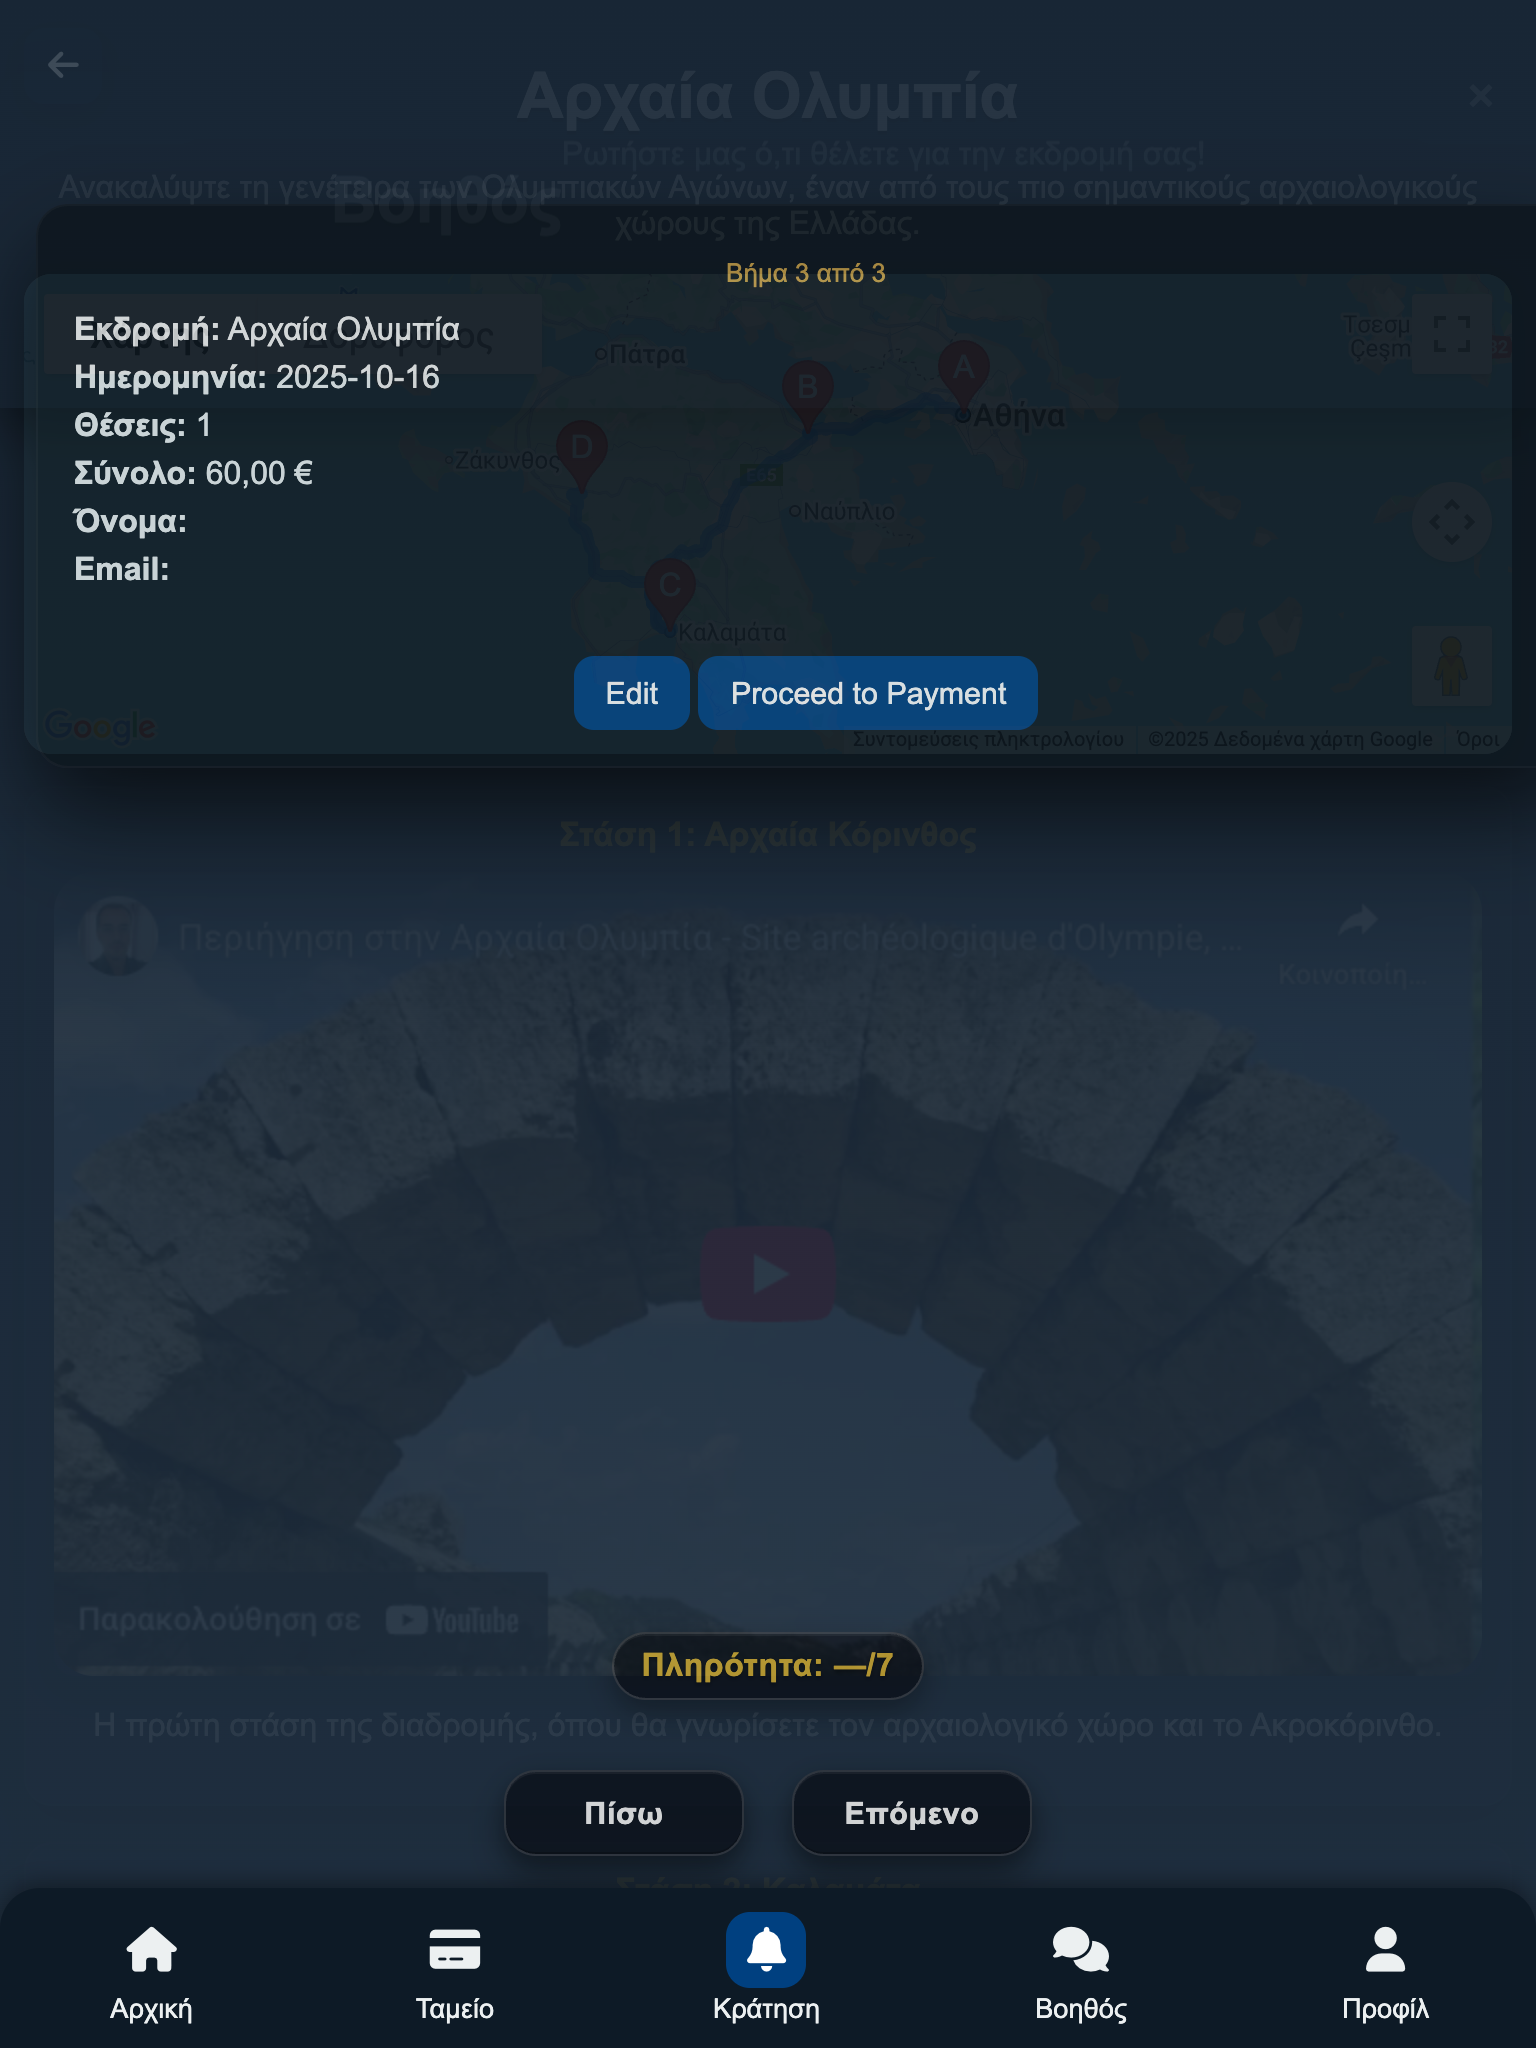 Αρχαία Ολυμπία
×
Ρωτήστε μας ό,τι θέλετε για την εκδρομή σας!
Ανακαλύψτε τη γενέτειρα των Ολυμπιακών Αγώνων, έναν από τους πιο σημαντικούς αρχαιολογικούς
Βοηθός
χώρους της Ελλάδας.
Βήμα 3 από 3
Εκδρομή: Αρχαία Ολυμπία
Χάρτης
Ημερομηνία: 2025-10-16
Θέσεις: 1
Σύνολο: 60,00 €
Όνομα:
Email:
Πάτρα
Τσεσμ
Çeşm
A
B
Αθήνα
D
Ζάκυνθος
Ναύπλιο
C
Καλαμάτα
Edit
Proceed to Payment
Google
Συντομεύσεις πληκτρολογίου
©2025 Δεδομένα χάρτη Google
Όροι
Στάση 1: Αρχαία Κόρινθος
Περιήγηση στην Αρχαία Ολυμπία - Site archéologique d'Olympie, ...
Κοινοποίη...
Παρακολούθηση σε YouTube
Πληρότητα: —/7
Η πρώτη στάση της διαδρομής, όπου θα γνωρίσετε τον αρχαιολογικό χώρο και το Ακροκόρινθο.
Πίσω
Επόμενο
Στάση 2: Καλαμάτα
Αρχική
Ταμείο
Κράτηση
Βοηθός
Προφίλ